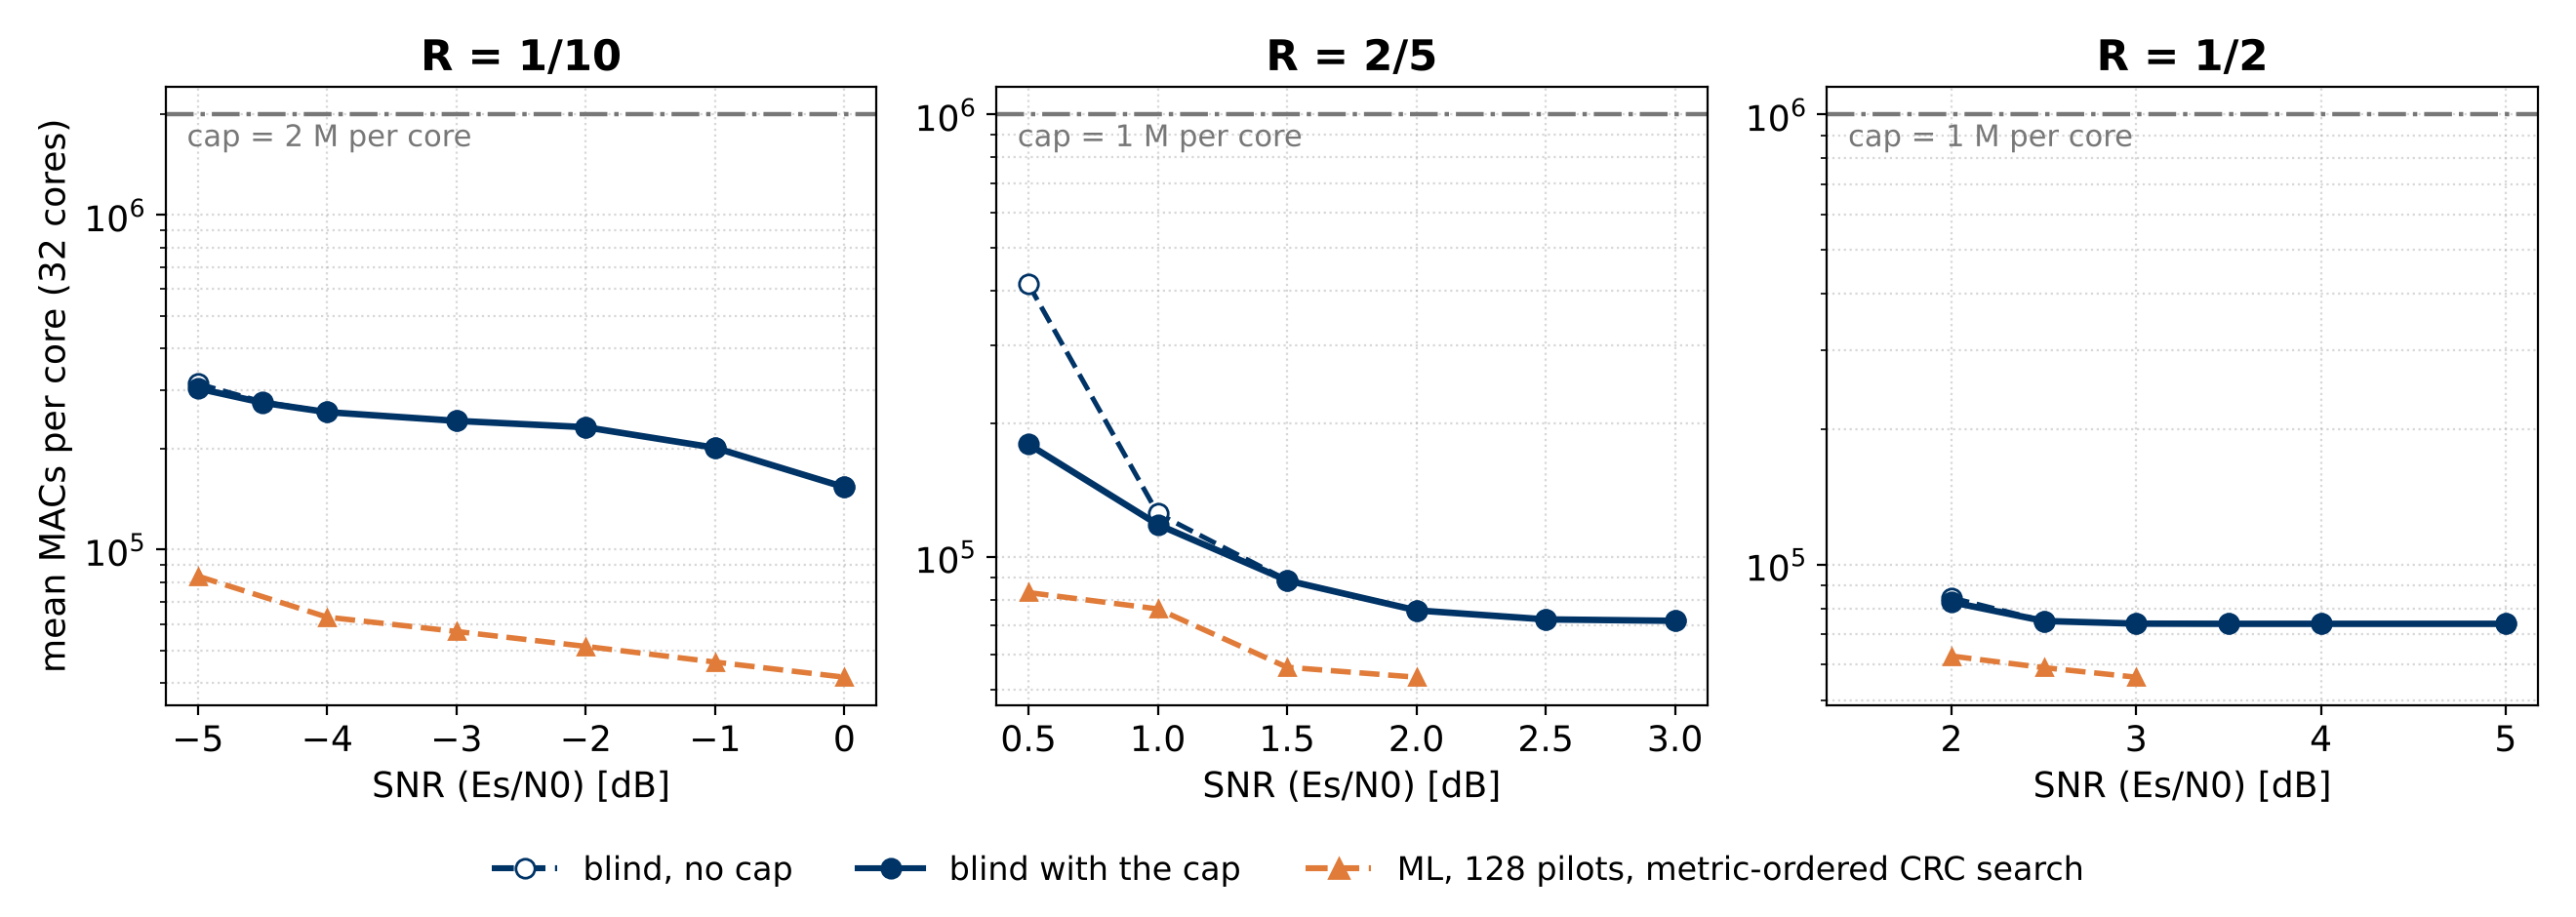 R = 1/10
R = 2/5
R = 1/2
mean MACs per core (32 cores)
cap = 2 M per core
10^6
10^5
−5 −4 −3 −2 −1 0
SNR (Es/N0) [dB]
cap = 1 M per core
10^6
10^5
0.5 1.0 1.5 2.0 2.5 3.0
SNR (Es/N0) [dB]
cap = 1 M per core
10^6
10^5
2 3 4 5
SNR (Es/N0) [dB]
blind, no cap
blind with the cap
ML, 128 pilots, metric-ordered CRC search